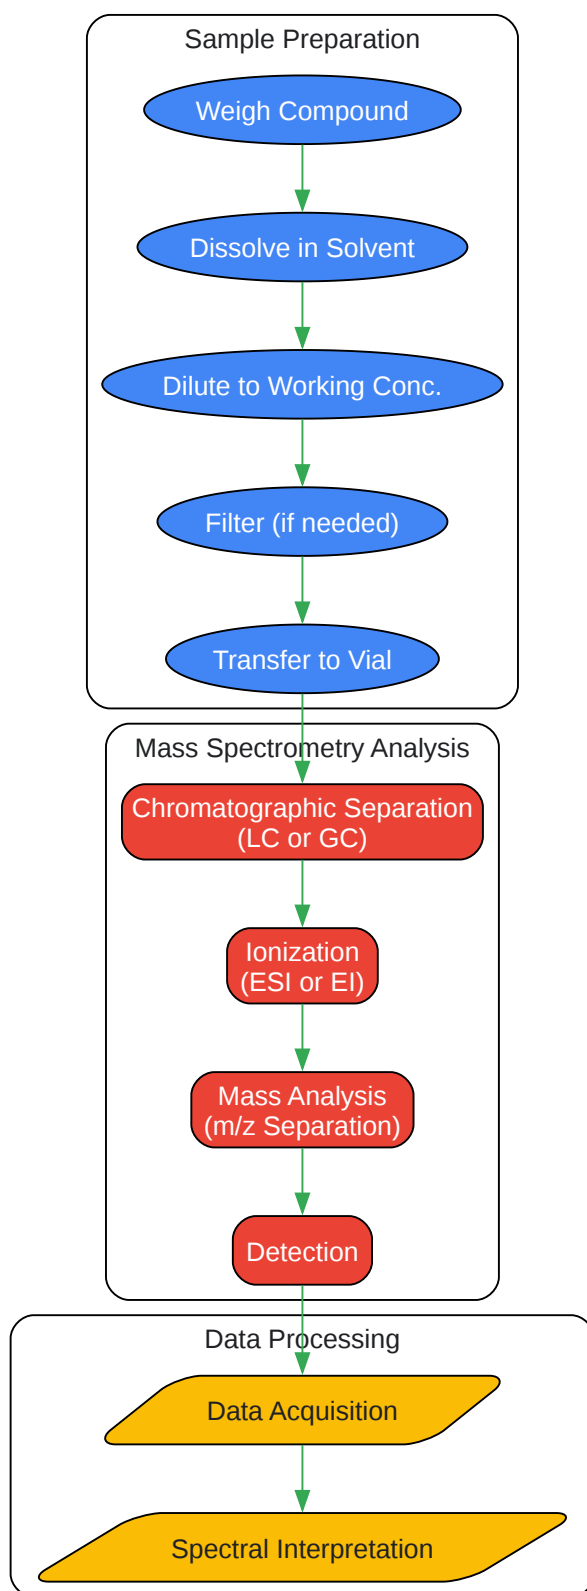 Sample Preparation
Weigh Compound
Dissolve in Solvent
Dilute to Working Conc.
Filter (if needed)
Transfer to Vial
Mass Spectrometry Analysis
Chromatographic Separation
(LC or GC)
Ionization
(ESI or EI)
Mass Analysis
(m/z Separation)
Detection
Data Processing
Data Acquisition
Spectral Interpretation